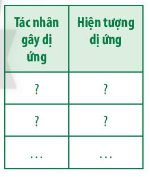 Tác nhân gây dị ứng | Hiện tượng dị ứng
? | ?
? | ?
... | ...